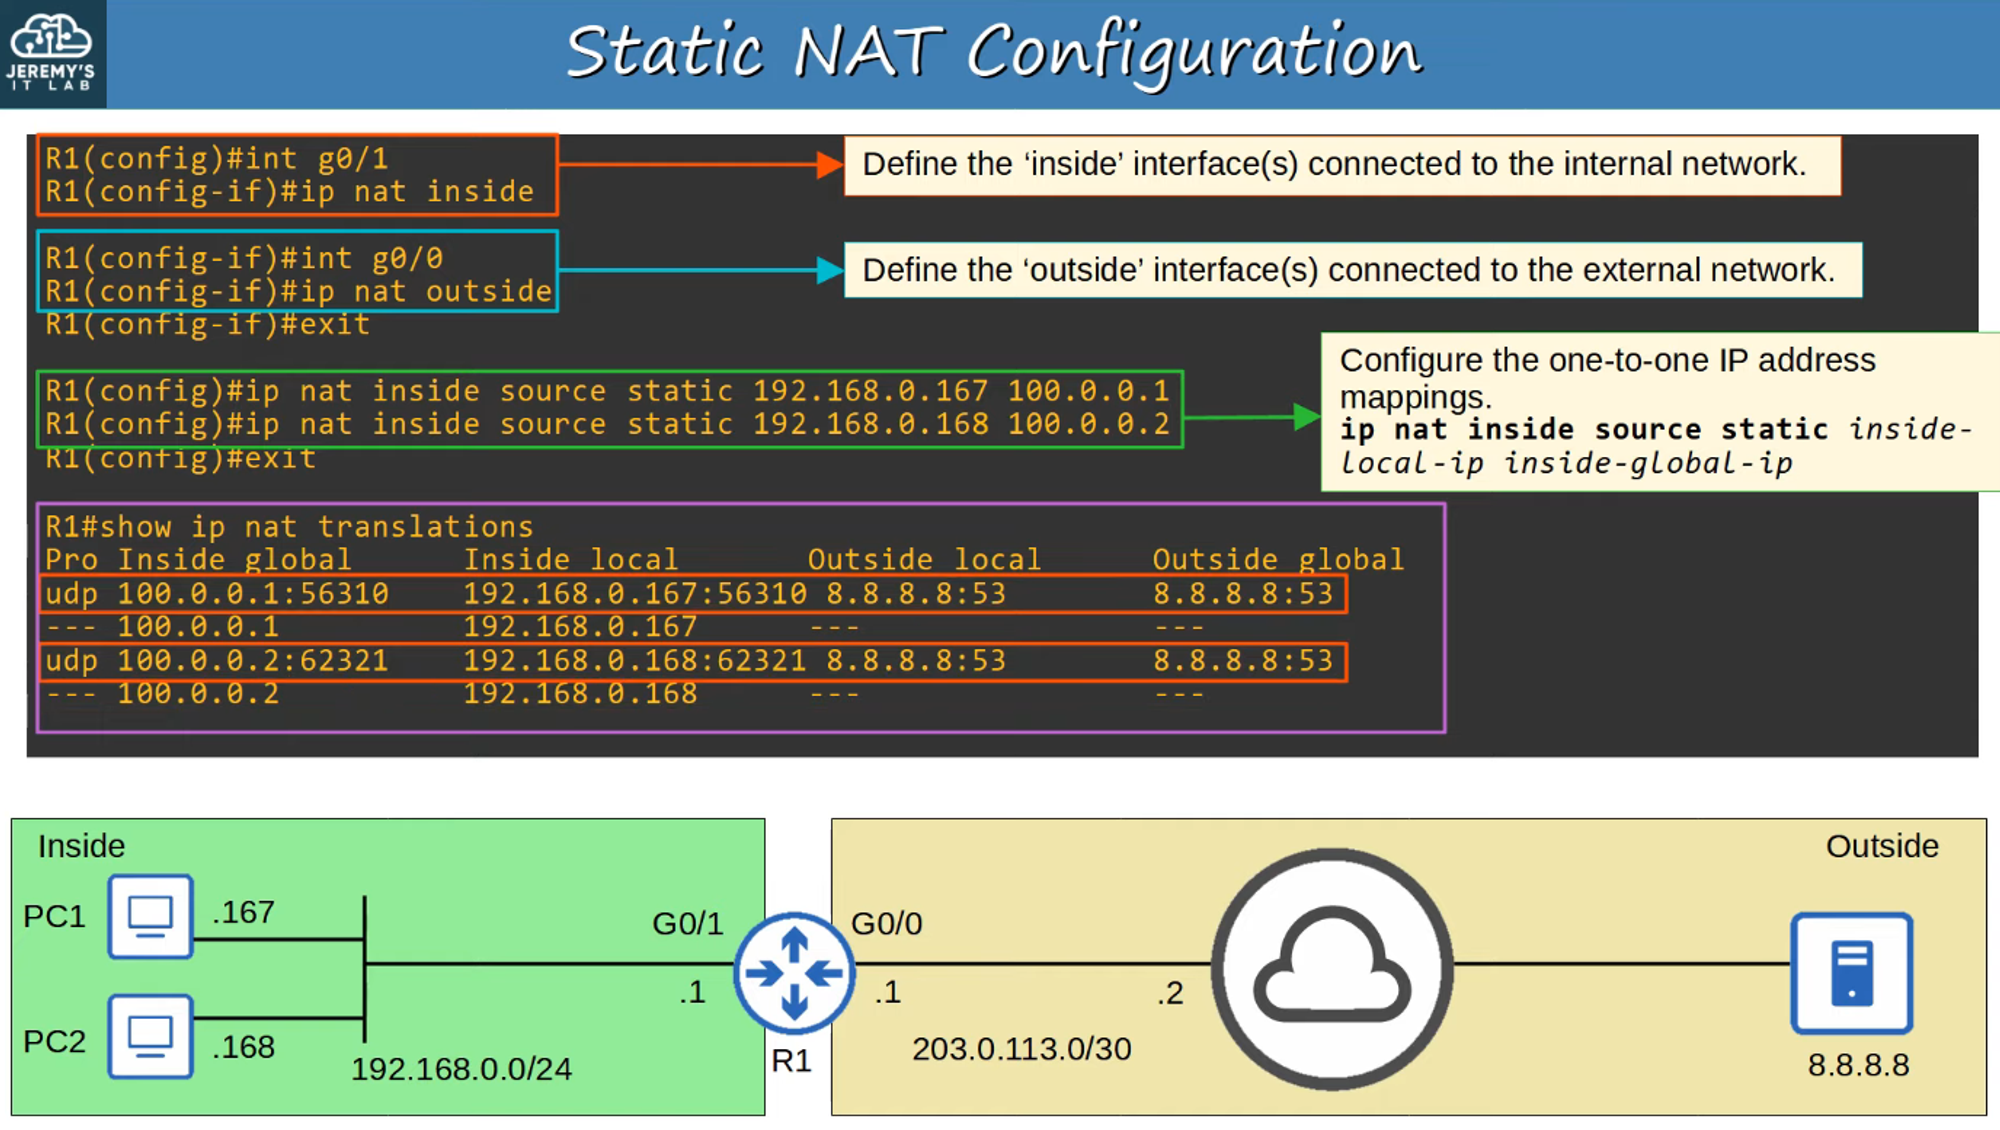 JEREMY'S
IT LAB
Static NAT Configuration
R1(config)#int g0/1
R1(config-if)#ip nat inside
Define the ‘inside’ interface(s) connected to the internal network.
R1(config-if)#int g0/0
R1(config-if)#ip nat outside
R1(config-if)#exit
Define the ‘outside’ interface(s) connected to the external network.
R1(config)#ip nat inside source static 192.168.0.167 100.0.0.1
R1(config)#ip nat inside source static 192.168.0.168 100.0.0.2
R1(config)#exit
Configure the one-to-one IP address
mappings.
ip nat inside source static inside-
local-ip inside-global-ip
R1#show ip nat translations
Pro Inside global Inside local Outside local Outside global
udp 100.0.0.1:56310 192.168.0.167:56310 8.8.8.8:53 8.8.8.8:53
--- 100.0.0.1 192.168.0.167 --- ---
udp 100.0.0.2:62321 192.168.0.168:62321 8.8.8.8:53 8.8.8.8:53
--- 100.0.0.2 192.168.0.168 --- ---
Inside
PC1
.167
PC2
.168
192.168.0.0/24
G0/1
.1
R1
G0/0
.1
.2
203.0.113.0/30
Outside
8.8.8.8